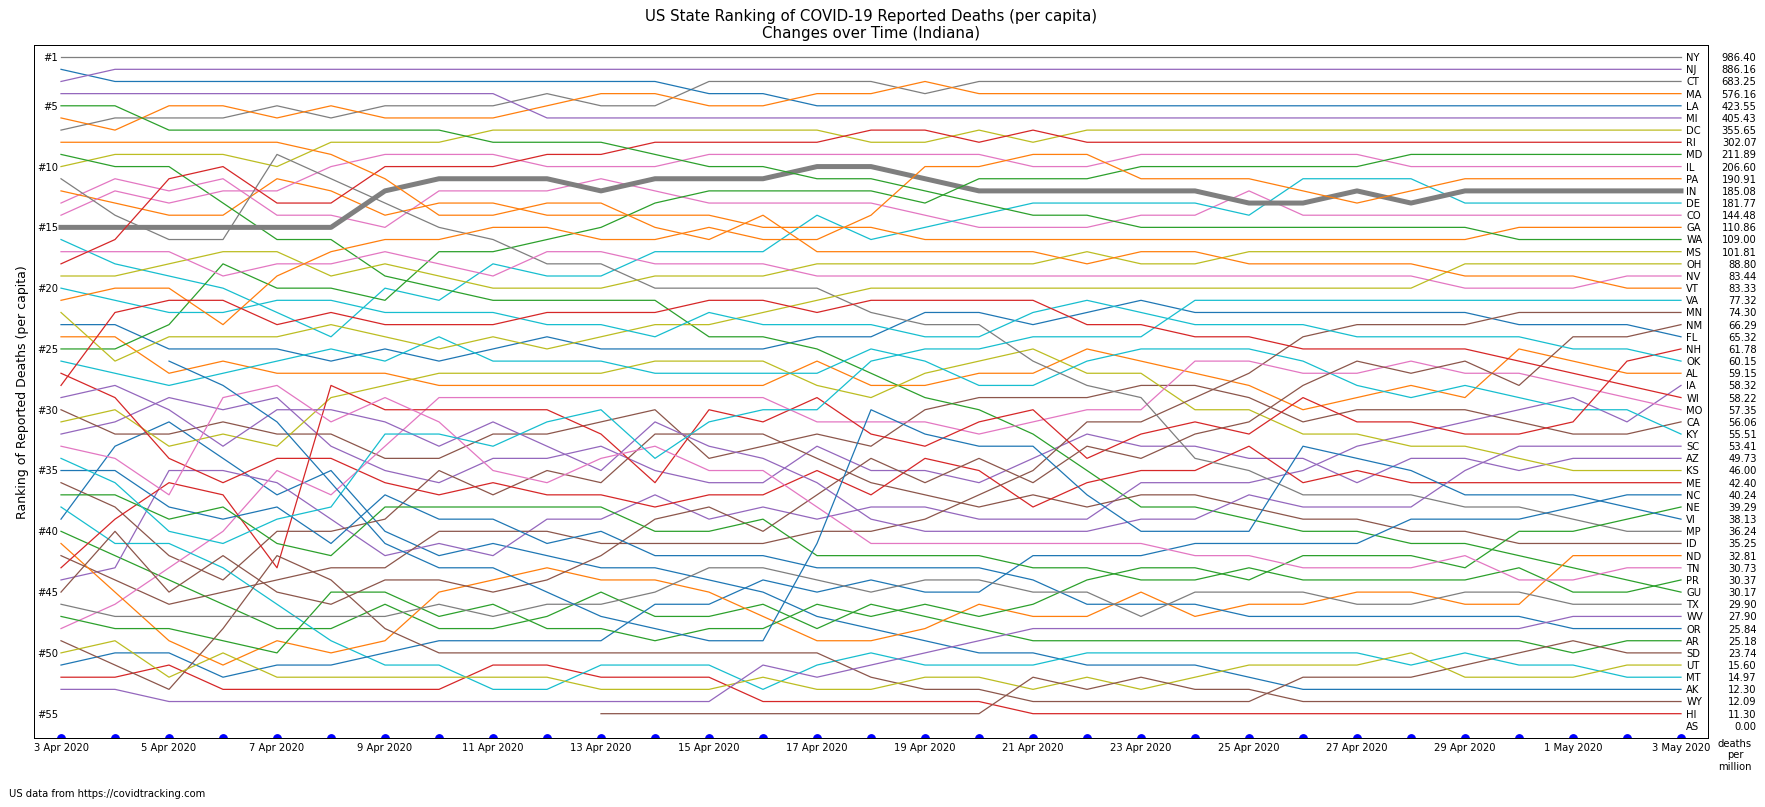 US State Ranking of COVID-19 Reported Deaths (per capita)
Changes over Time (Indiana)
Ranking of Reported Deaths (per capita)
#1
#5
#10
#15
#20
#25
#30
#35
#40
#45
#50
#55
NY 986.40
NJ 886.16
CT 683.25
MA 576.16
LA 423.55
MI 405.43
DC 355.65
RI 302.07
MD 211.89
IL 206.60
PA 190.91
IN 185.08
DE 181.77
CO 144.48
GA 110.86
WA 109.00
MS 101.81
OH 88.80
NV 83.44
VT 83.33
VA 77.32
MN 74.30
NM 66.29
FL 65.32
NH 61.78
OK 60.15
AL 59.15
IA 58.32
WI 58.22
MO 57.35
CA 56.06
KY 55.51
SC 53.41
AZ 49.73
KS 46.00
ME 42.40
NC 40.24
NE 39.29
VI 38.13
MP 36.24
ID 35.25
ND 32.81
TN 30.73
PR 30.37
GU 30.17
TX 29.90
WV 27.90
OR 25.84
AR 25.18
SD 23.74
UT 15.60
MT 14.97
AK 12.30
WY 12.09
HI 11.30
AS 0.00
3 Apr 2020 5 Apr 2020 7 Apr 2020 9 Apr 2020 11 Apr 2020 13 Apr 2020 15 Apr 2020 17 Apr 2020 19 Apr 2020 21 Apr 2020 23 Apr 2020 25 Apr 2020 27 Apr 2020 29 Apr 2020 1 May 2020 3 May 2020
deaths
per
million
US data from https://covidtracking.com